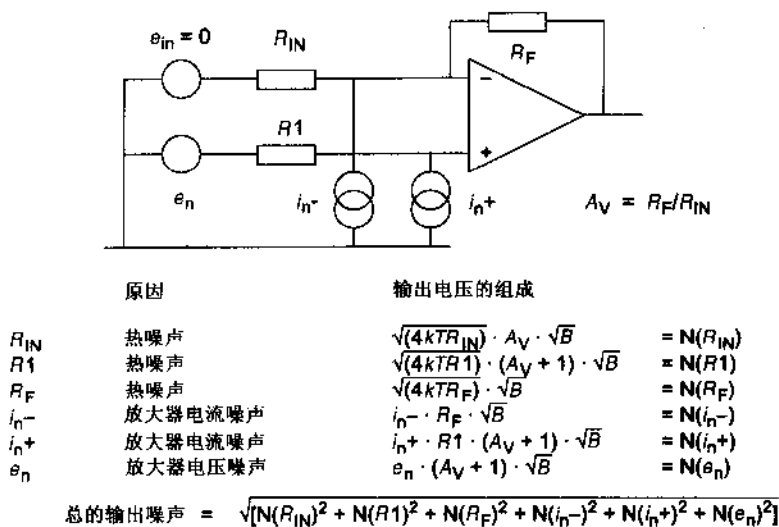 e_in = 0
R_IN
R_F
−
R1
+
e_n
i_n-
i_n+
A_V = R_F/R_IN
原因 输出电压的组成
R_IN 热噪声 √(4kTR_IN) · A_V · √B = N(R_IN)
R1 热噪声 √(4kTR1) · (A_V + 1) · √B = N(R1)
R_F 热噪声 √(4kTR_F) · √B = N(R_F)
i_n− 放大器电流噪声 i_n− · R_F · √B = N(i_n−)
i_n+ 放大器电流噪声 i_n+ · R1 · (A_V + 1) · √B = N(i_n+)
e_n 放大器电压噪声 e_n · (A_V + 1) · √B = N(e_n)
总的输出噪声 = √[N(R_IN)² + N(R1)² + N(R_F)² + N(i_n−)² + N(i_n+)² + N(e_n)²]